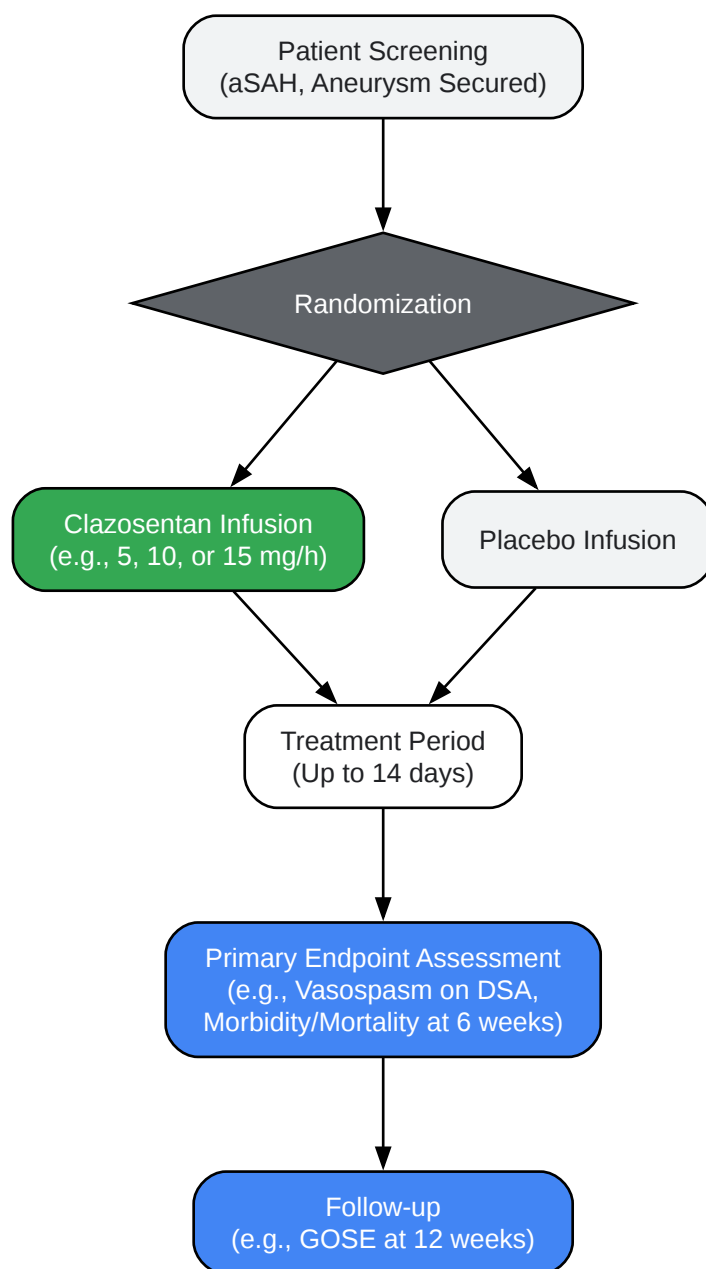 Patient Screening
(aSAH, Aneurysm Secured)
Randomization
Clazosentan Infusion
(e.g., 5, 10, or 15 mg/h)
Placebo Infusion
Treatment Period
(Up to 14 days)
Primary Endpoint Assessment
(e.g., Vasospasm on DSA,
Morbidity/Mortality at 6 weeks)
Follow-up
(e.g., GOSE at 12 weeks)